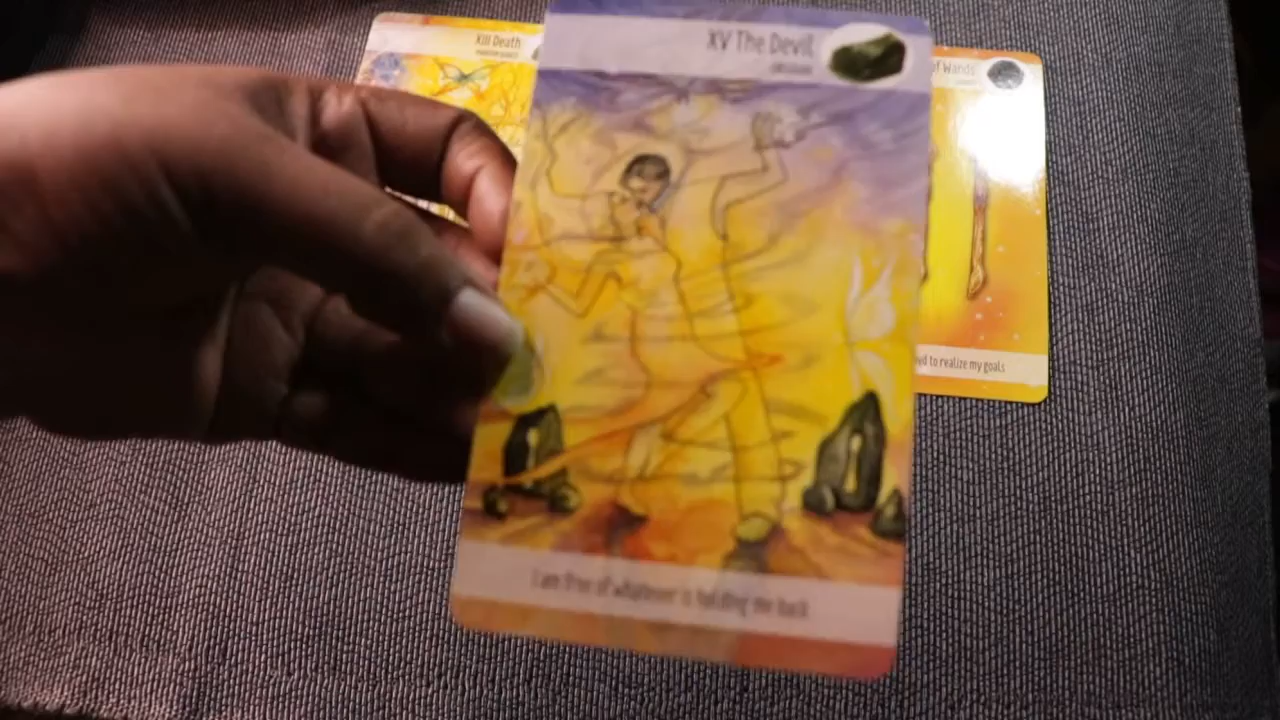 XIII Death
XV The Devil
of Wands
to realize my goals
I am free of whatever is holding me back